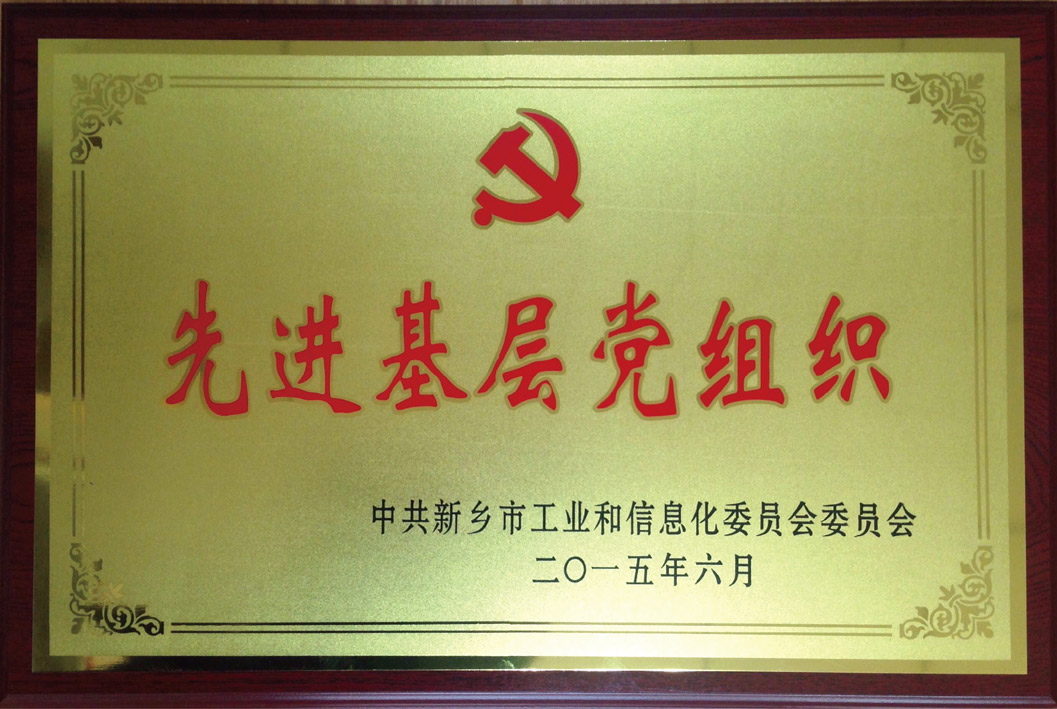 先进基层党组织
中共新乡市工业和信息化委员会委员会
二〇一五年六月